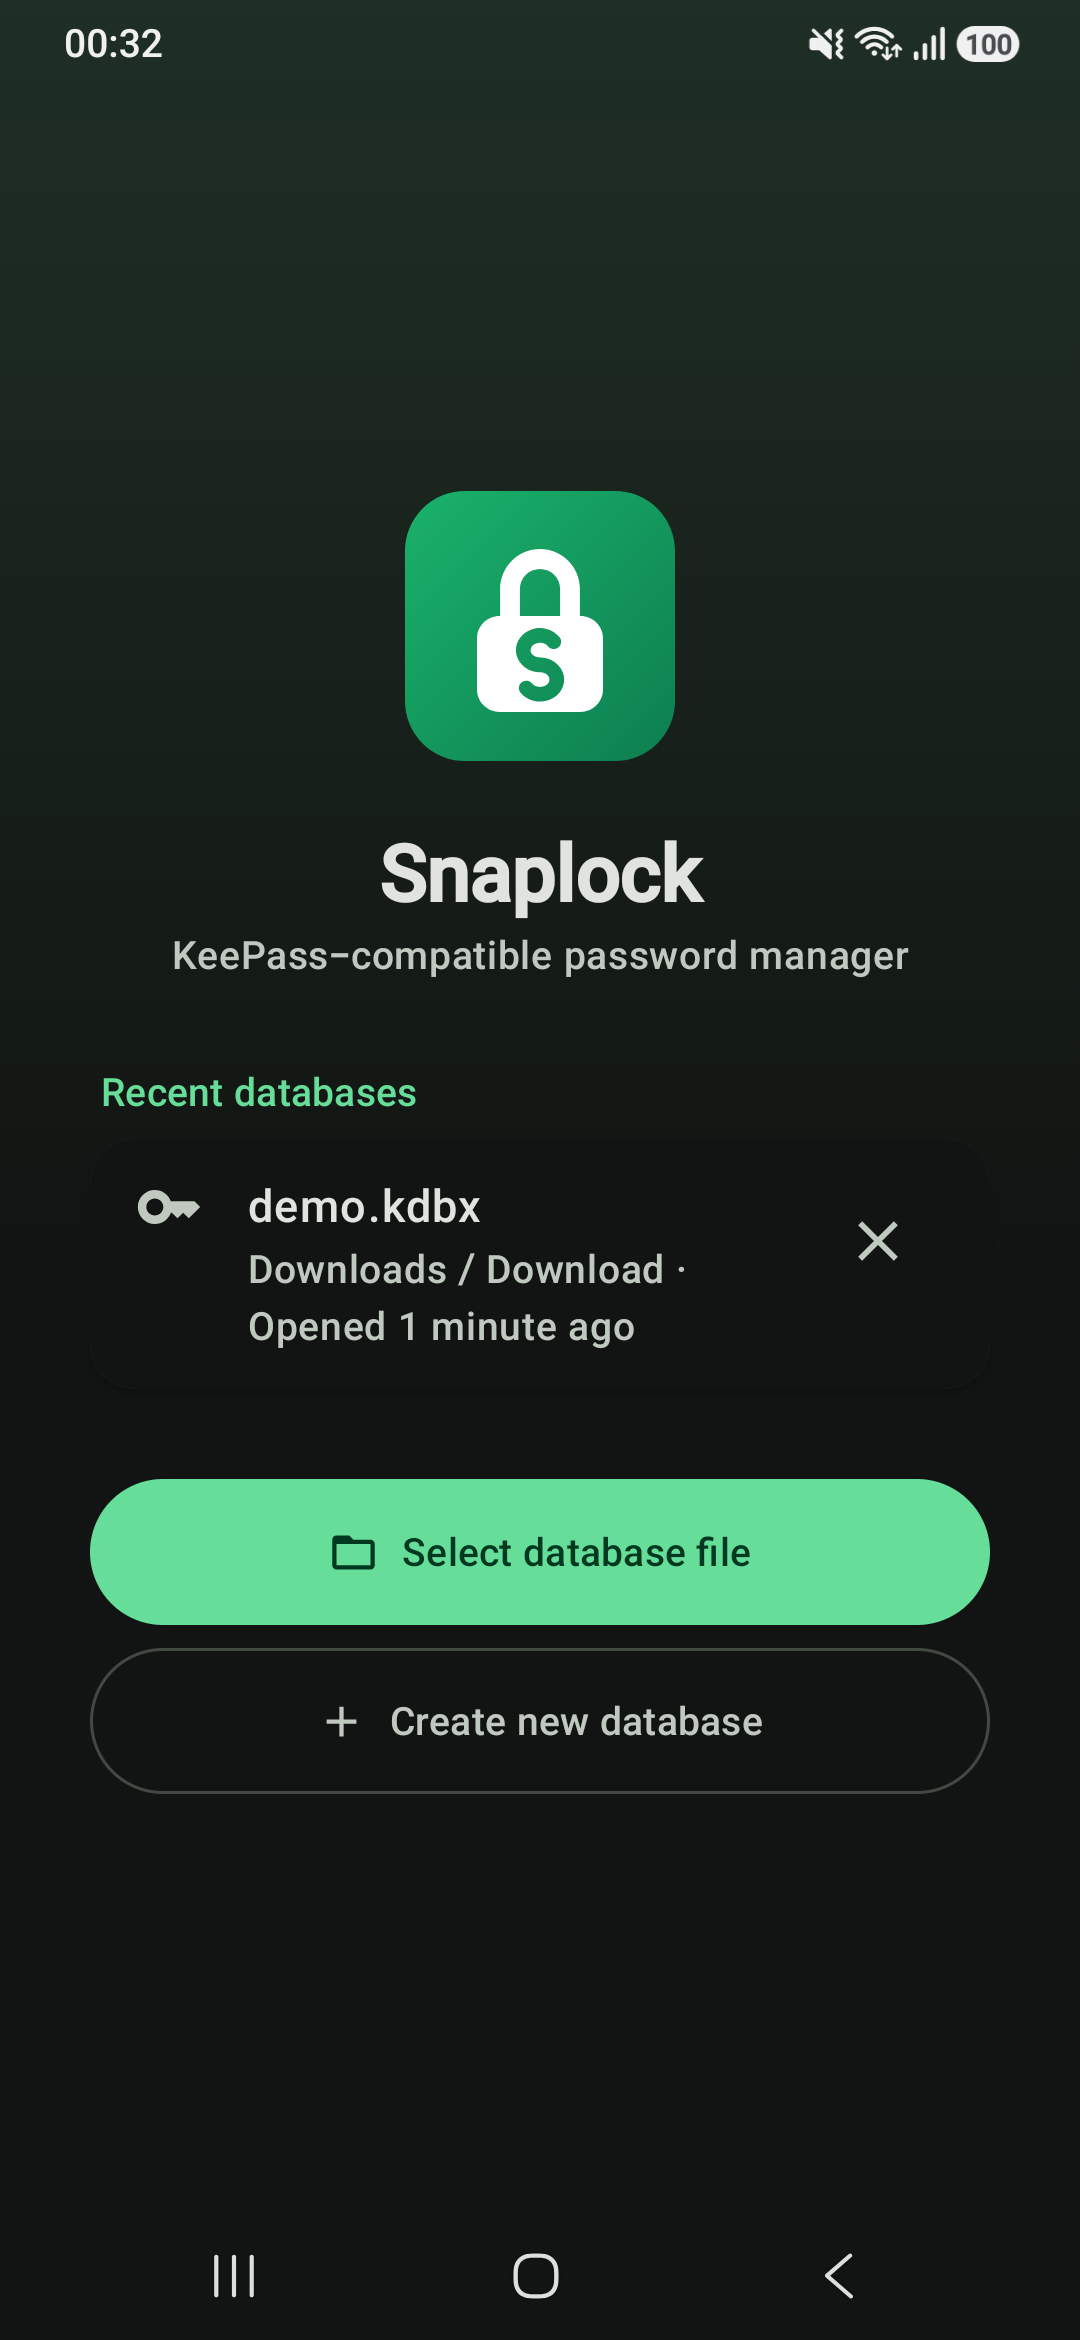 00:32
100
S
Snaplock
KeePass-compatible password manager
Recent databases
demo.kdbx
Downloads / Download ·
Opened 1 minute ago
Select database file
Create new database